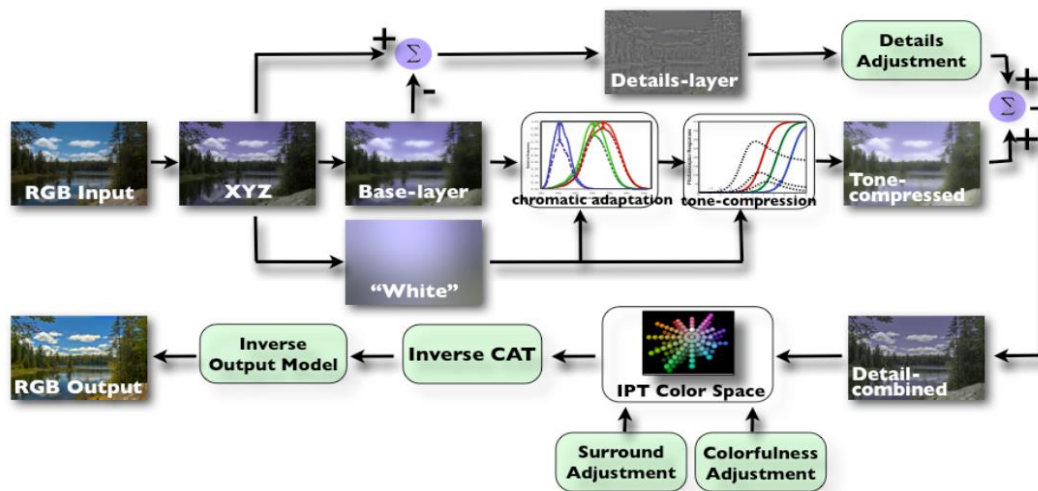 +
Σ
-
Details-layer
Details
Adjustment
+
Σ
+
RGB Input
XYZ
Base-layer
chromatic adaptation
tone-compression
Tone-
compressed
“White”
RGB Output
Inverse
Output Model
Inverse CAT
IPT Color Space
Detail-
combined
Surround
Adjustment
Colorfulness
Adjustment